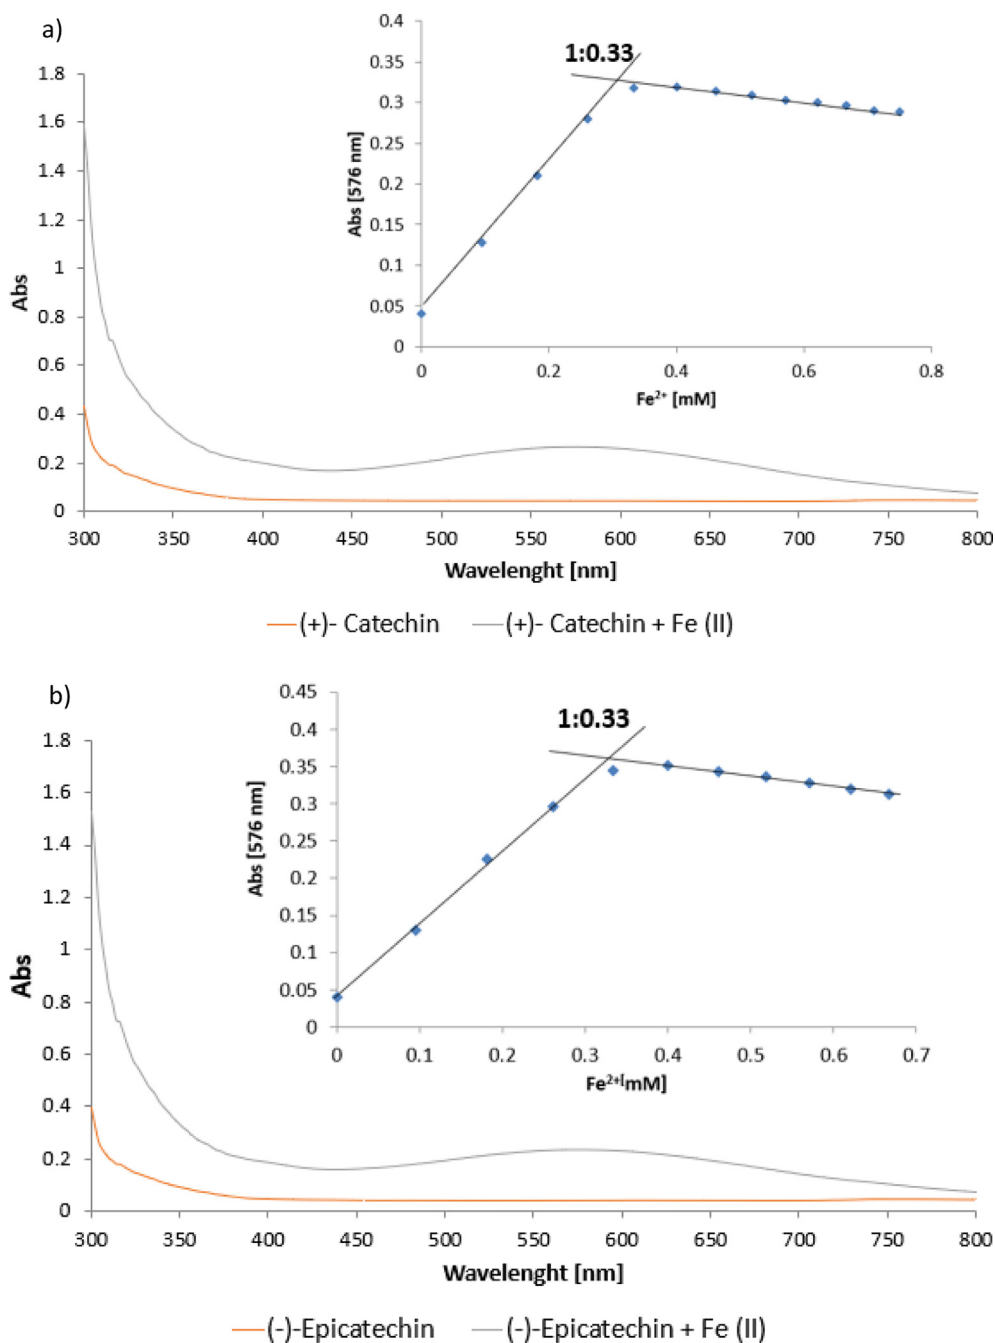 a)
1:0.33
0.4
0.35
0.3
0.25
0.2
0.15
0.1
0.05
0
Abs [576 nm]
0 0.2 0.4 0.6 0.8
Fe²⁺ [mM]
1.8
1.6
1.4
1.2
1
0.8
0.6
0.4
0.2
0
Abs
300 350 400 450 500 550 600 650 700 750 800
Wavelenght [nm]
(+)- Catechin (+)- Catechin + Fe (II)
b)
1:0.33
0.45
0.4
0.35
0.3
0.25
0.2
0.15
0.1
0.05
0
Abs [576 nm]
0 0.1 0.2 0.3 0.4 0.5 0.6 0.7
Fe²⁺[mM]
1.8
1.6
1.4
1.2
1
0.8
0.6
0.4
0.2
0
Abs
300 350 400 450 500 550 600 650 700 750 800
Wavelenght [nm]
(-)-Epicatechin (-)-Epicatechin + Fe (II)